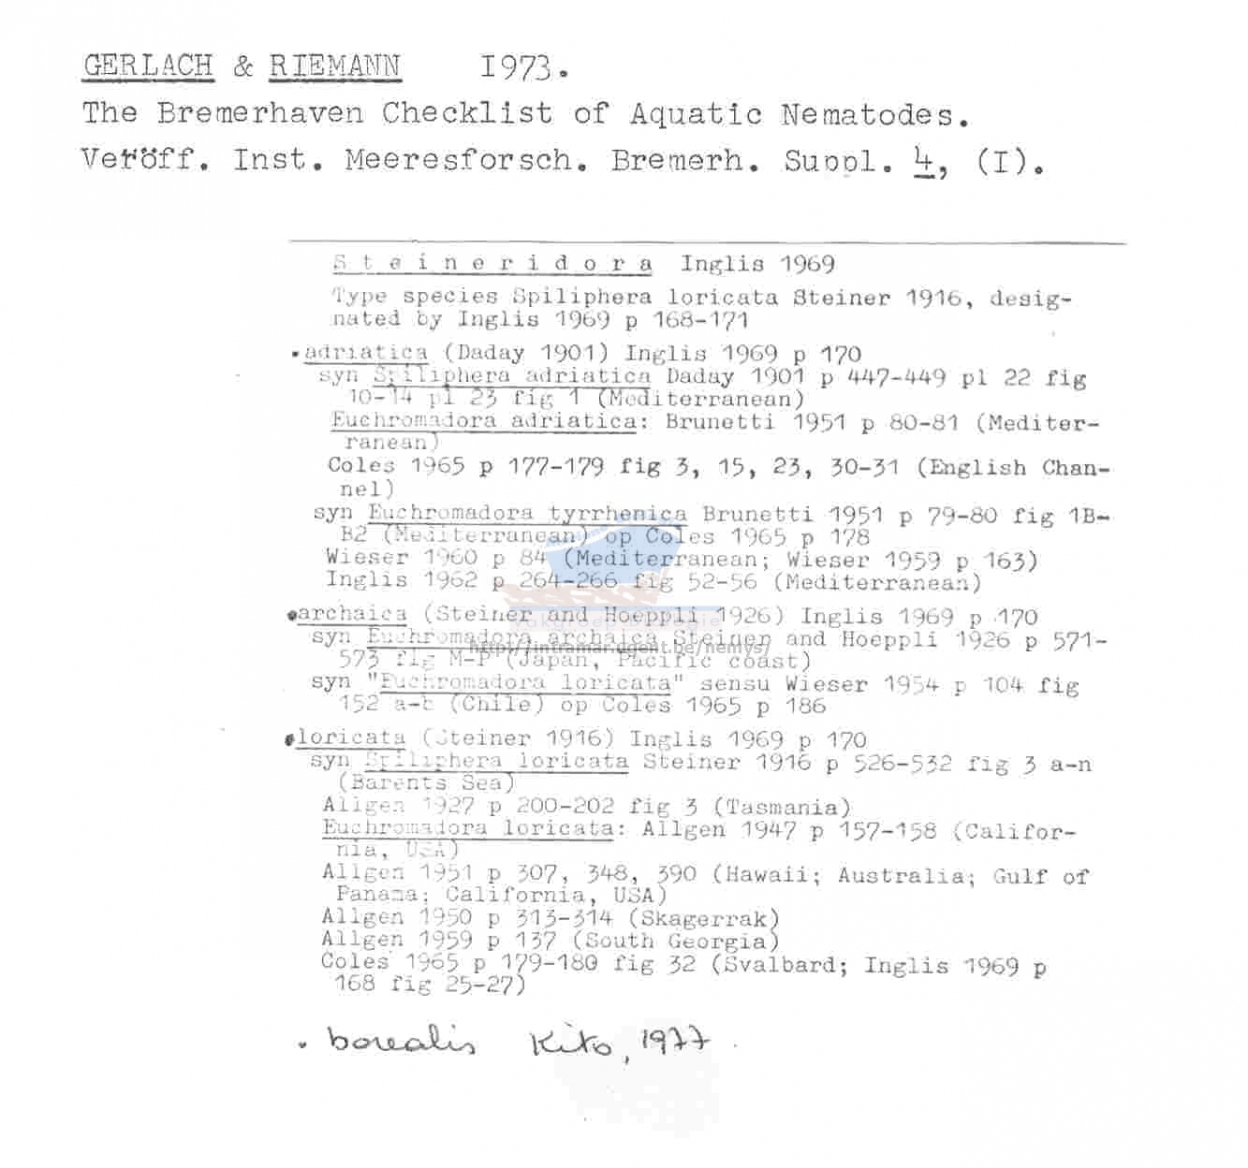 GERLACH & RIEMANN I973.
The Bremerhaven Checklist of Aquatic Nematodes.
Veröff. Inst. Meeresforsch. Bremerh. Suppl. 4, (I).
Steineridora Inglis 1969
Type species Spiliphera loricata Steiner 1916, desig-
nated by Inglis 1969 p 168-171
•adriatica (Daday 1901) Inglis 1969 p 170
syn Spiliphera adriatica Daday 1901 p 447-449 pl 22 fig
10-14 pl 23 fig 1 (Mediterranean)
Euchromadora adriatica: Brunetti 1951 p 80-81 (Mediter-
ranean)
Coles 1965 p 177-179 fig 3, 15, 23, 30-31 (English Chan-
nel)
syn Euchromadora tyrrhenica Brunetti 1951 p 79-80 fig 1B-
B2 (Mediterranean) op Coles 1965 p 178
Wieser 1960 p 84 (Mediterranean; Wieser 1959 p 163)
Inglis 1962 p 264-266 fig 52-56 (Mediterranean)
•archaica (Steiner and Hoeppli 1926) Inglis 1969 p 170
syn Euchromadora archaica Steiner and Hoeppli 1926 p 571-
http://intramar.ugent.be/nemys/
573 fig M-P (Japan, Pacific coast)
syn "Euchromadora loricata" sensu Wieser 1954 p 104 fig
152 (Chile) op Coles 1965 p 186
•loricata (Steiner 1916) Inglis 1969 p 170
syn Spiliphera loricata Steiner 1916 p 526-532 fig 3 a-n
(Barents Sea)
Allgen 1927 p 200-202 fig 3 (Tasmania)
Euchromadora loricata: Allgen 1947 p 157-158 (Califor-
nia, USA)
Allgen 1951 p 307, 348, 390 (Hawaii; Australia; Gulf of
Panama; California, USA)
Allgen 1950 p 313-314 (Skagerrak)
Allgen 1959 p 137 (South Georgia)
Coles 1965 p 179-180 fig 32 (Svalbard; Inglis 1969 p
168 fig 25-27)
• borealis Kito, 1977